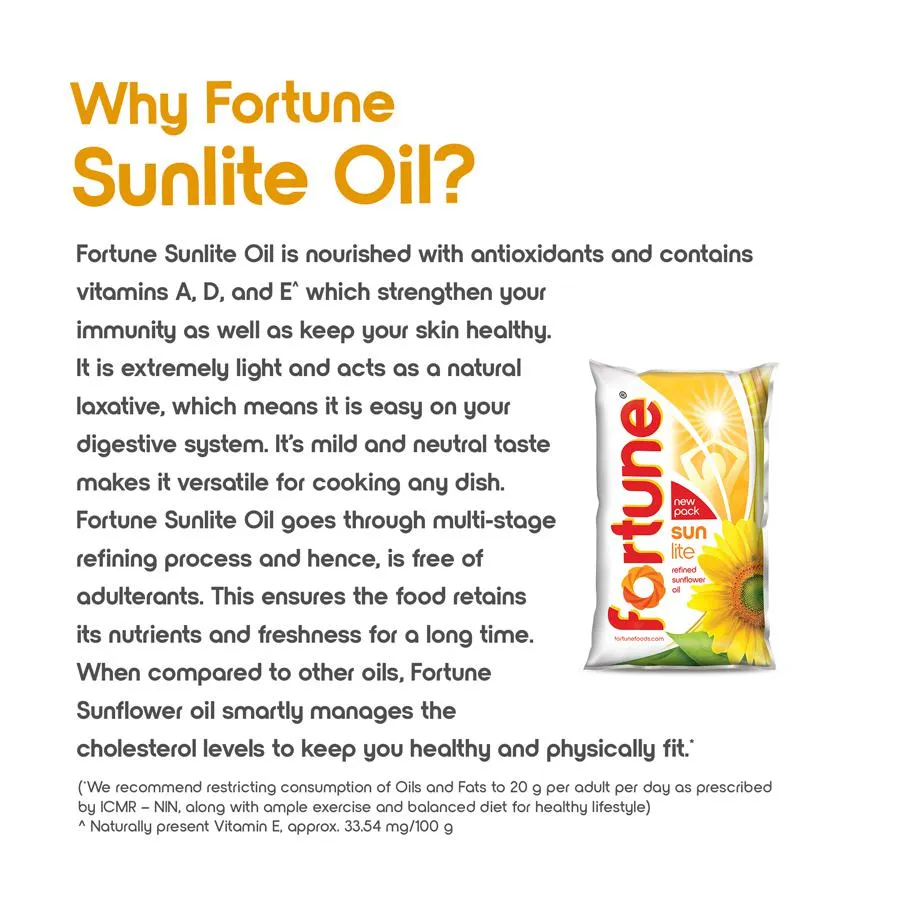 Why Fortune
Sunlite Oil?
Fortune Sunlite Oil is nourished with antioxidants and contains
vitamins A, D, and E^ which strengthen your
immunity as well as keep your skin healthy.
It is extremely light and acts as a natural
laxative, which means it is easy on your
digestive system. It's mild and neutral taste
makes it versatile for cooking any dish.
Fortune Sunlite Oil goes through multi-stage
refining process and hence, is free of
adulterants. This ensures the food retains
its nutrients and freshness for a long time.
When compared to other oils, Fortune
Sunflower oil smartly manages the
cholesterol levels to keep you healthy and physically fit.*
(*We recommend restricting consumption of Oils and Fats to 20 g per adult per day as prescribed
by ICMR – NIN, along with ample exercise and balanced diet for healthy lifestyle)
^ Naturally present Vitamin E, approx. 33.54 mg/100 g
fortune®
new
pack
sun
lite
refined
sunflower
oil
fortunefoods.com